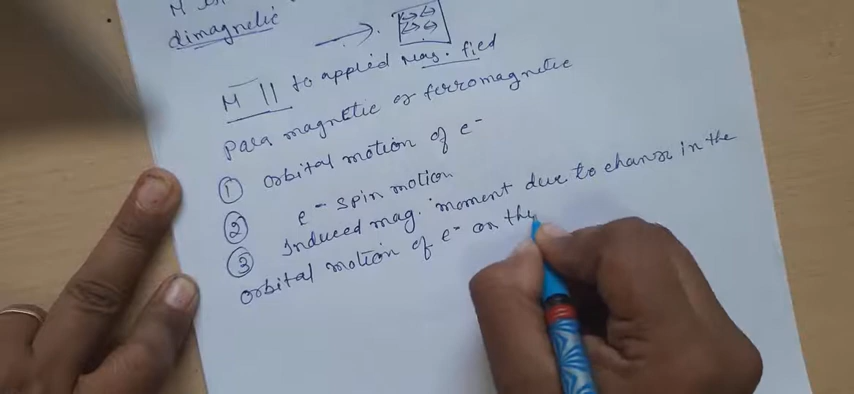 dimagnetic
M || to applied Mag. fied
para magnetic or ferromagnetic
① orbital motion of e⁻
② e⁻ spin motion
③ Induced mag. moment due to change in the
orbital motion of e⁻ on the